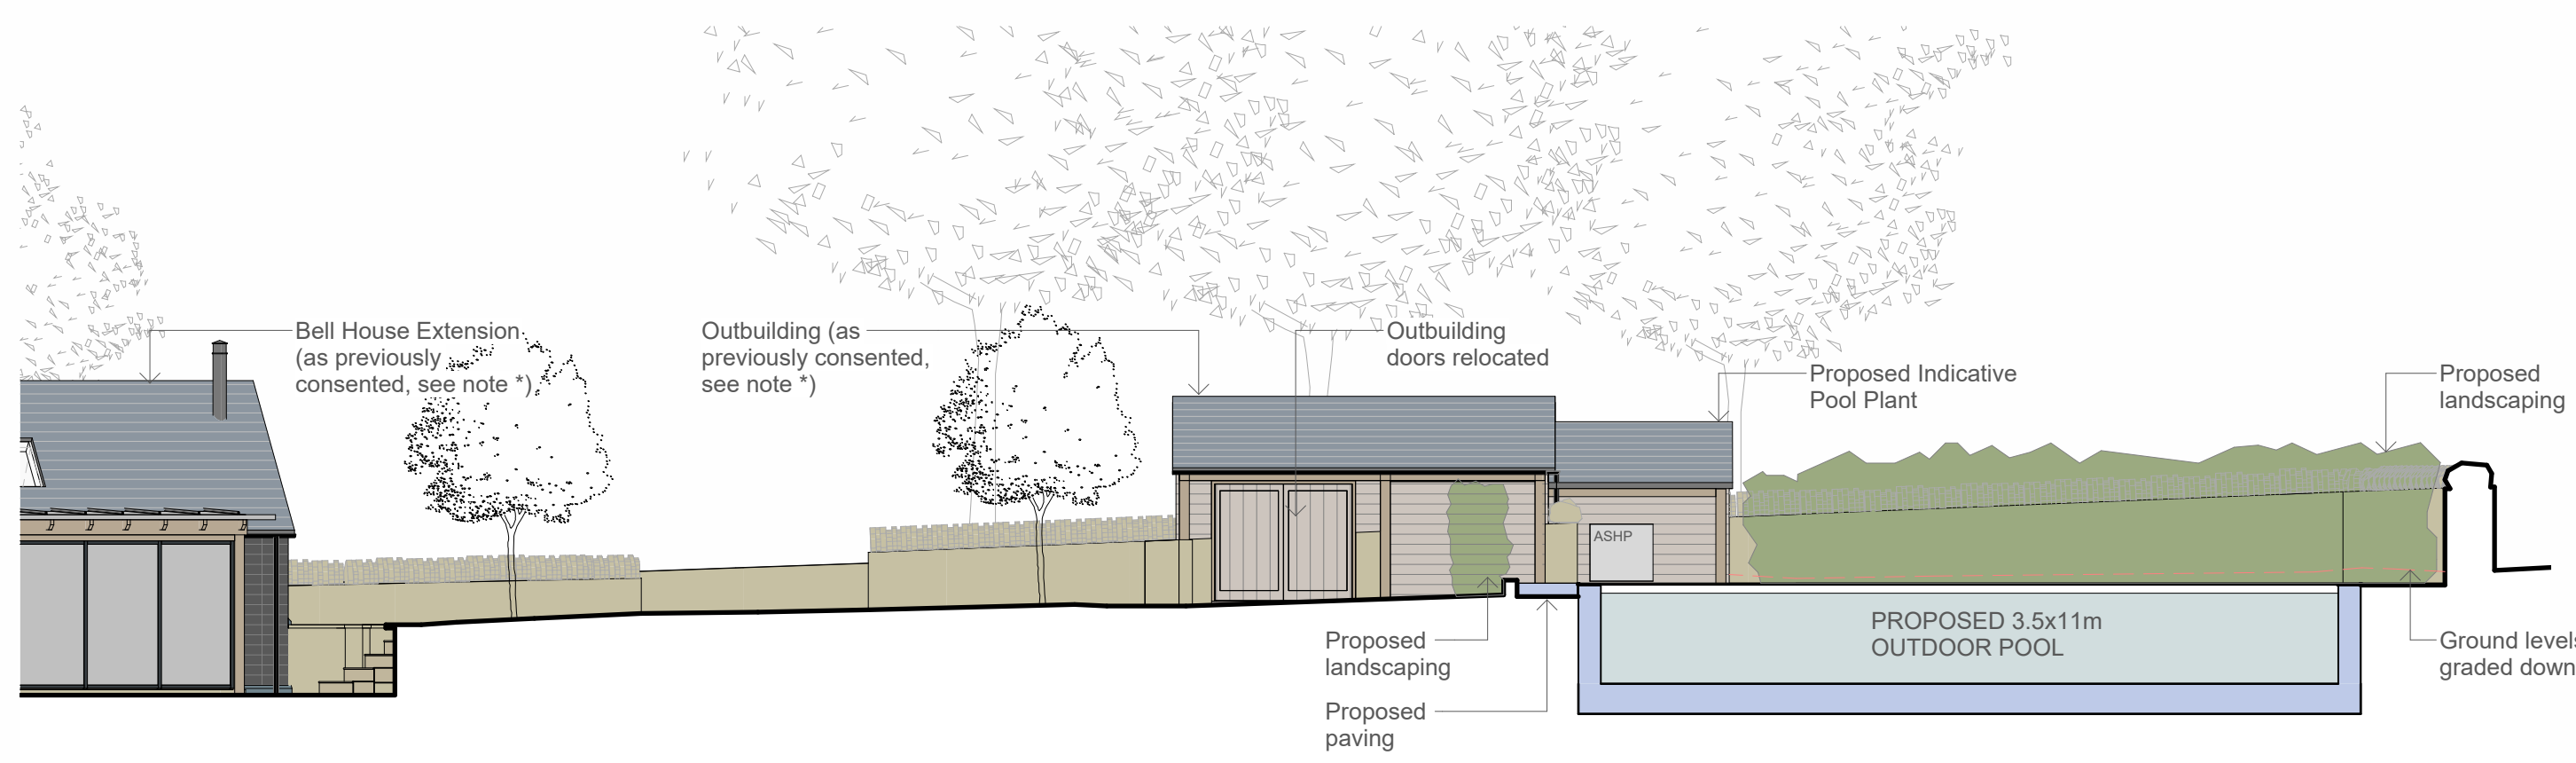 Bell House Extension
(as previously
consented, see note *)
Outbuilding (as
previously consented,
see note *)
Outbuilding
doors relocated
Proposed Indicative
Pool Plant
Proposed
landscaping
ASHP
PROPOSED 3.5x11m
OUTDOOR POOL
Proposed
landscaping
Proposed
paving
Ground levels
graded down